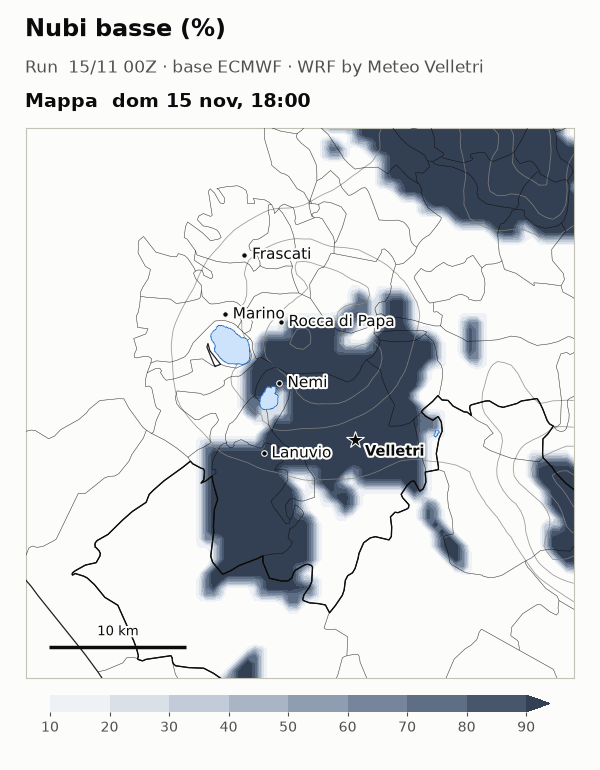 Nubi basse (%)
Run  15/11 00Z · base ECMWF · WRF by Meteo Velletri
Mappa  dom 15 nov, 18:00
Frascati
Marino
Rocca di Papa
Nemi
Velletri
Lanuvio
10 km
10 20 30 40 50 60 70 80 90